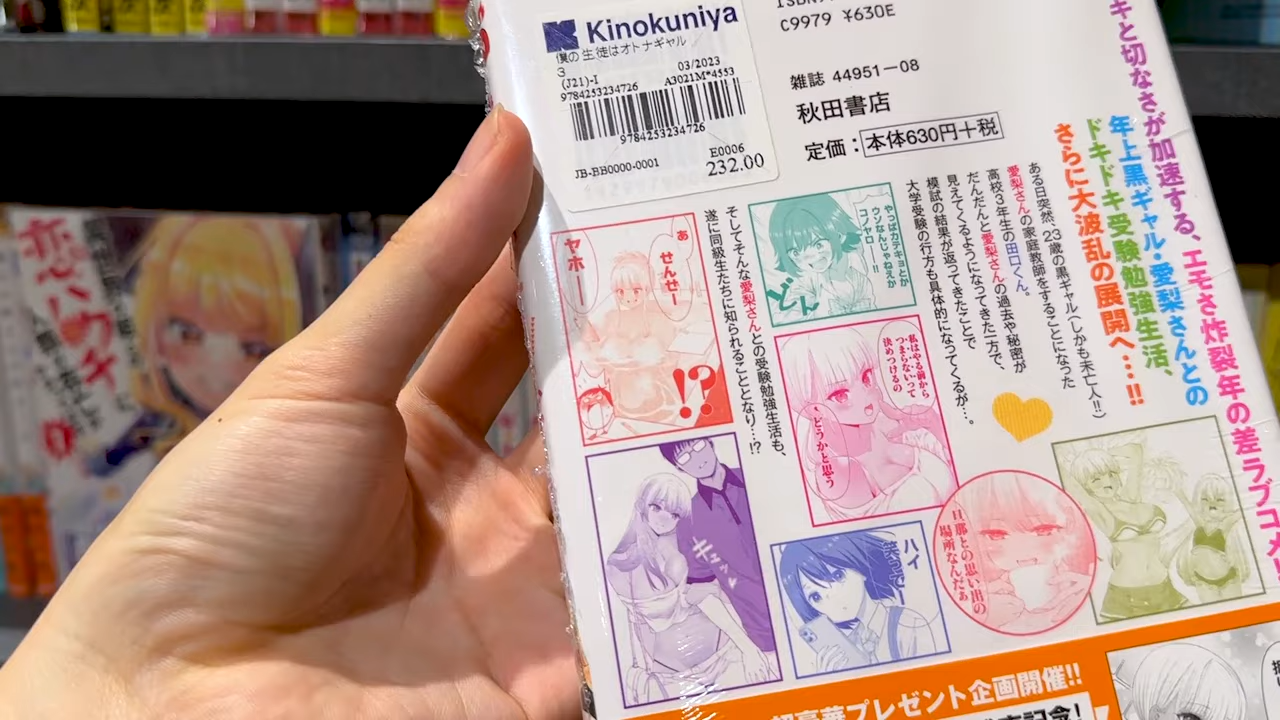 Kinokuniya
僕の生徒はオトナギャル
3
(J21)-I
03/2023
9784253234726
A3021M*4553
9784253234726
JB-BB0000-0001
E0006
232.00
C9979 ¥630E
雑誌 44951-08
秋田書店
定価:本体630円+税
キと切なさが加速する、エモさ炸裂年の差ラブコメ!
年上黒ギャル・愛梨さんとの
ドキドキ受験勉強生活、
さらに大波乱の展開へ…!!
ある日突然、23歳の黒ギャル(しかも未亡人!!)
愛梨さんの家庭教師をすることになった
高校3年生の田口くん。
だんだんと愛梨さんの過去や秘密が
見えてくるようになってきた一方で、
模試の結果が返ってきたことで
大学受験の行方も具体的になってくるが…。
そしてそんな愛梨さんとの受験勉強生活も、
遂に同級生たちに知られることとなり…!?
やっぱカテキョとか
ウソなんじゃねえか
コノヤロー!!
どん
あ
せんせー
ヤホー
!?
私はやる前から
つまらないって
決めつけるの
、どうかと思う
旦那との思い出の
場所なんだぁ
ハイ
笑って
超豪華プレゼント企画開催!!
恋